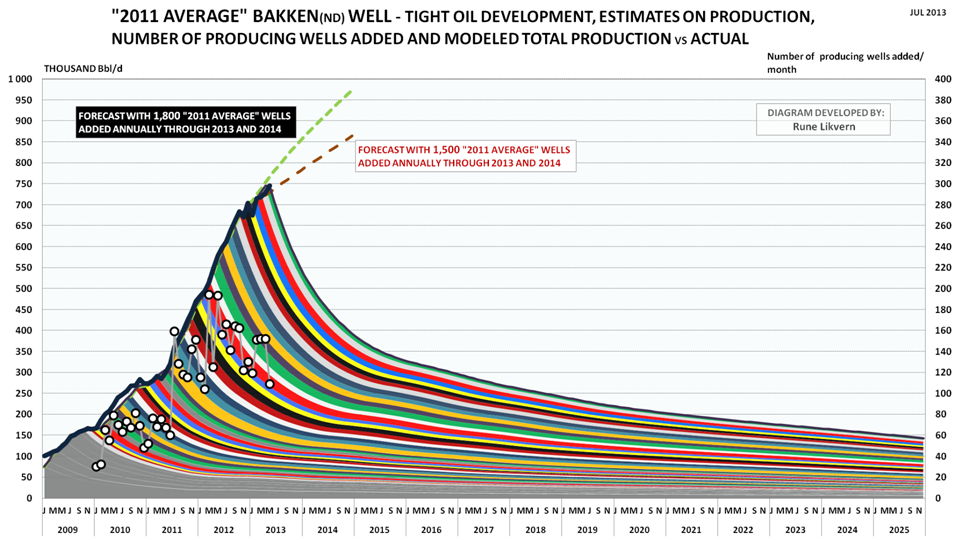 "2011 AVERAGE" BAKKEN(ND) WELL - TIGHT OIL DEVELOPMENT, ESTIMATES ON PRODUCTION,
NUMBER OF PRODUCING WELLS ADDED AND MODELED TOTAL PRODUCTION VS ACTUAL
JUL 2013
THOUSAND Bbl/d
Number of producing wells added/
month
FORECAST WITH 1,800 "2011 AVERAGE" WELLS
ADDED ANNUALLY THROUGH 2013 AND 2014
FORECAST WITH 1,500 "2011 AVERAGE" WELLS
ADDED ANNUALLY THROUGH 2013 AND 2014
DIAGRAM DEVELOPED BY:
Rune Likvern
1 000 400
950 380
900 360
850 340
800 320
750 300
700 280
650 260
600 240
550 220
500 200
450 180
400 160
350 140
300 120
250 100
200 80
150 60
100 40
50 20
0 0
J MM J S N J MM J S N J MM J S N J MM J S N J MM J S N J MM J S N J MM J S N J MM J S N J MM J S N J MM J S N J MM J S N J MM J S N J MM J S N J MM J S N J MM J S N J MM J S N J MM J S N
2009 2010 2011 2012 2013 2014 2015 2016 2017 2018 2019 2020 2021 2022 2023 2024 2025